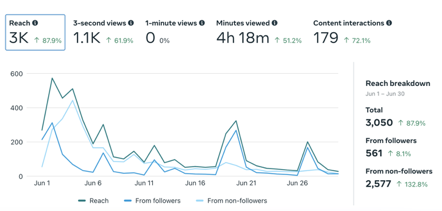 Reach 3-second views 1-minute views Minutes viewed Content interactions
3K ↑ 87.9% 1.1K ↑ 61.9% 0 0% 4h 18m ↑ 51.2% 179 ↑ 72.1%
600
400
200
0
Jun 1 Jun 6 Jun 11 Jun 16 Jun 21 Jun 26
Reach From followers From non-followers
Reach breakdown
Jun 1 – Jun 30
Total
3,050 ↑ 87.9%
From followers
561 ↑ 8.1%
From non-followers
2,577 ↑ 132.8%